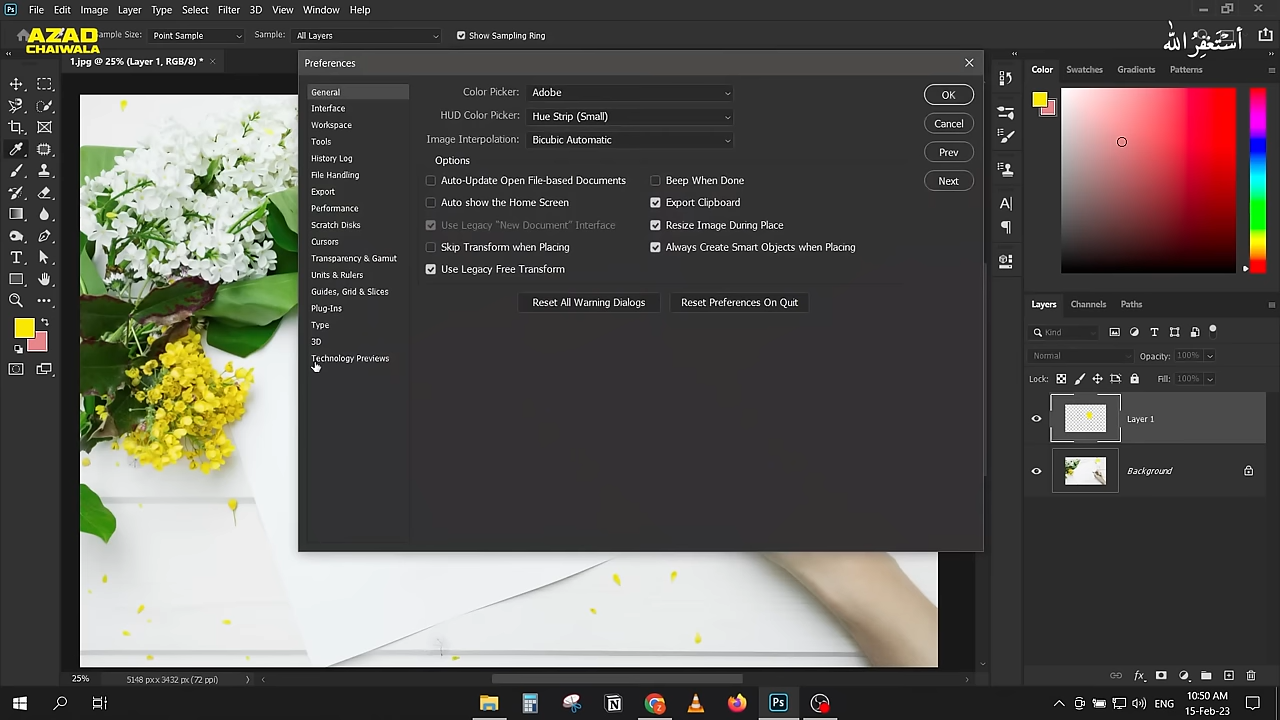 Ps File Edit Image Layer Type Select Filter 3D View Window Help
AZAD
CHAIWALA
Sample Size: Point Sample Sample: All Layers Show Sampling Ring
أستغفر الله
1.jpg @ 25% (Layer 1, RGB/8) *
Preferences
General
Interface
Workspace
Tools
History Log
File Handling
Export
Performance
Scratch Disks
Cursors
Transparency & Gamut
Units & Rulers
Guides, Grid & Slices
Plug-Ins
Type
3D
Technology Previews
Color Picker: Adobe
HUD Color Picker: Hue Strip (Small)
Image Interpolation: Bicubic Automatic
Options
Auto-Update Open File-based Documents
Beep When Done
Auto show the Home Screen
Export Clipboard
Use Legacy "New Document" Interface
Resize Image During Place
Skip Transform when Placing
Always Create Smart Objects when Placing
Use Legacy Free Transform
Reset All Warning Dialogs
Reset Preferences On Quit
OK
Cancel
Prev
Next
Color Swatches Gradients Patterns
Layers Channels Paths
Kind
Normal Opacity: 100%
Lock: Fill: 100%
Layer 1
Background
25% 5148 px x 3432 px (72 ppi)
Ps
ENG
10:50 AM
15-Feb-23